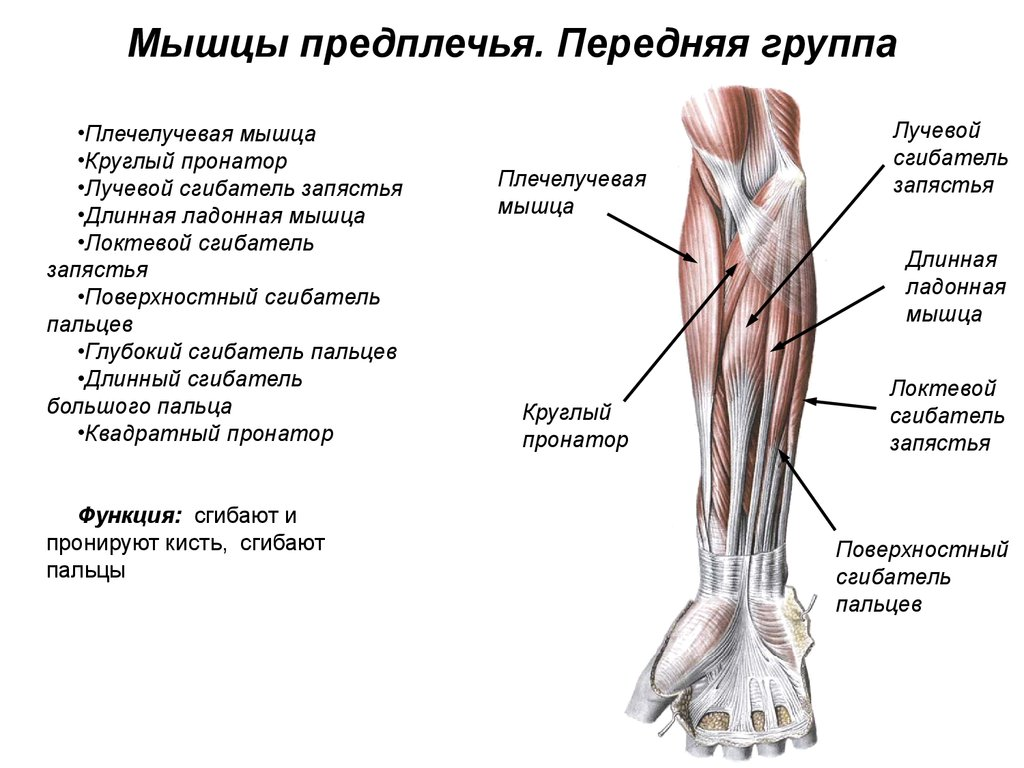 Мышцы предплечья. Передняя группа
•Плечелучевая мышца
•Круглый пронатор
•Лучевой сгибатель запястья
•Длинная ладонная мышца
•Локтевой сгибатель
запястья
•Поверхностный сгибатель
пальцев
•Глубокий сгибатель пальцев
•Длинный сгибатель
большого пальца
•Квадратный пронатор
Функция: сгибают и
пронируют кисть, сгибают
пальцы
Плечелучевая
мышца
Круглый
пронатор
Лучевой
сгибатель
запястья
Длинная
ладонная
мышца
Локтевой
сгибатель
запястья
Поверхностный
сгибатель
пальцев